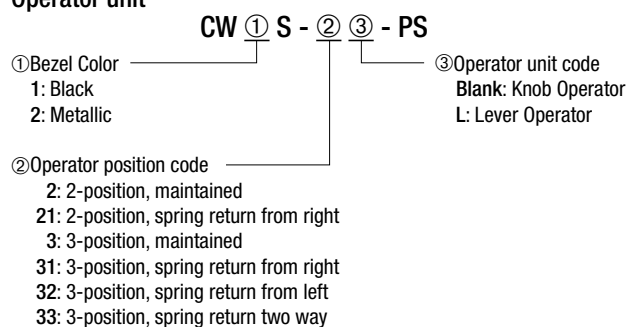 Operator unit
CW ① S - ② ③ - PS
①Bezel Color
1: Black
2: Metallic
③Operator unit code
Blank: Knob Operator
L: Lever Operator
②Operator position code
2: 2-position, maintained
21: 2-position, spring return from right
3: 3-position, maintained
31: 3-position, spring return from right
32: 3-position, spring return from left
33: 3-position, spring return two way